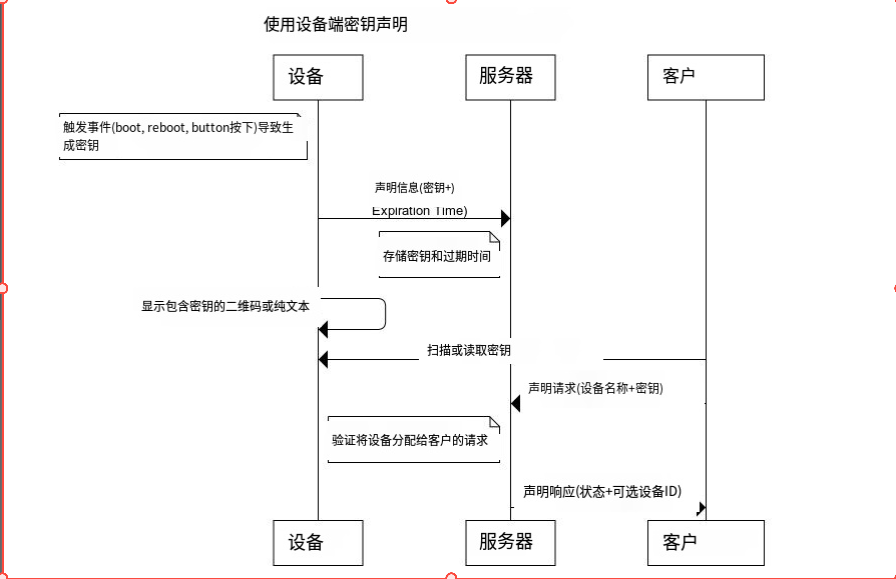 使用设备端密钥声明
设备
服务器
客户
触发事件(boot, reboot, button按下)导致生
成密钥
声明信息(密钥+)
Expiration Time)
存储密钥和过期时间
显示包含密钥的二维码或纯文本
扫描或读取密钥
声明请求(设备名称+密钥)
验证将设备分配给客户的请求
声明响应(状态+可选设备ID)
设备
服务器
客户